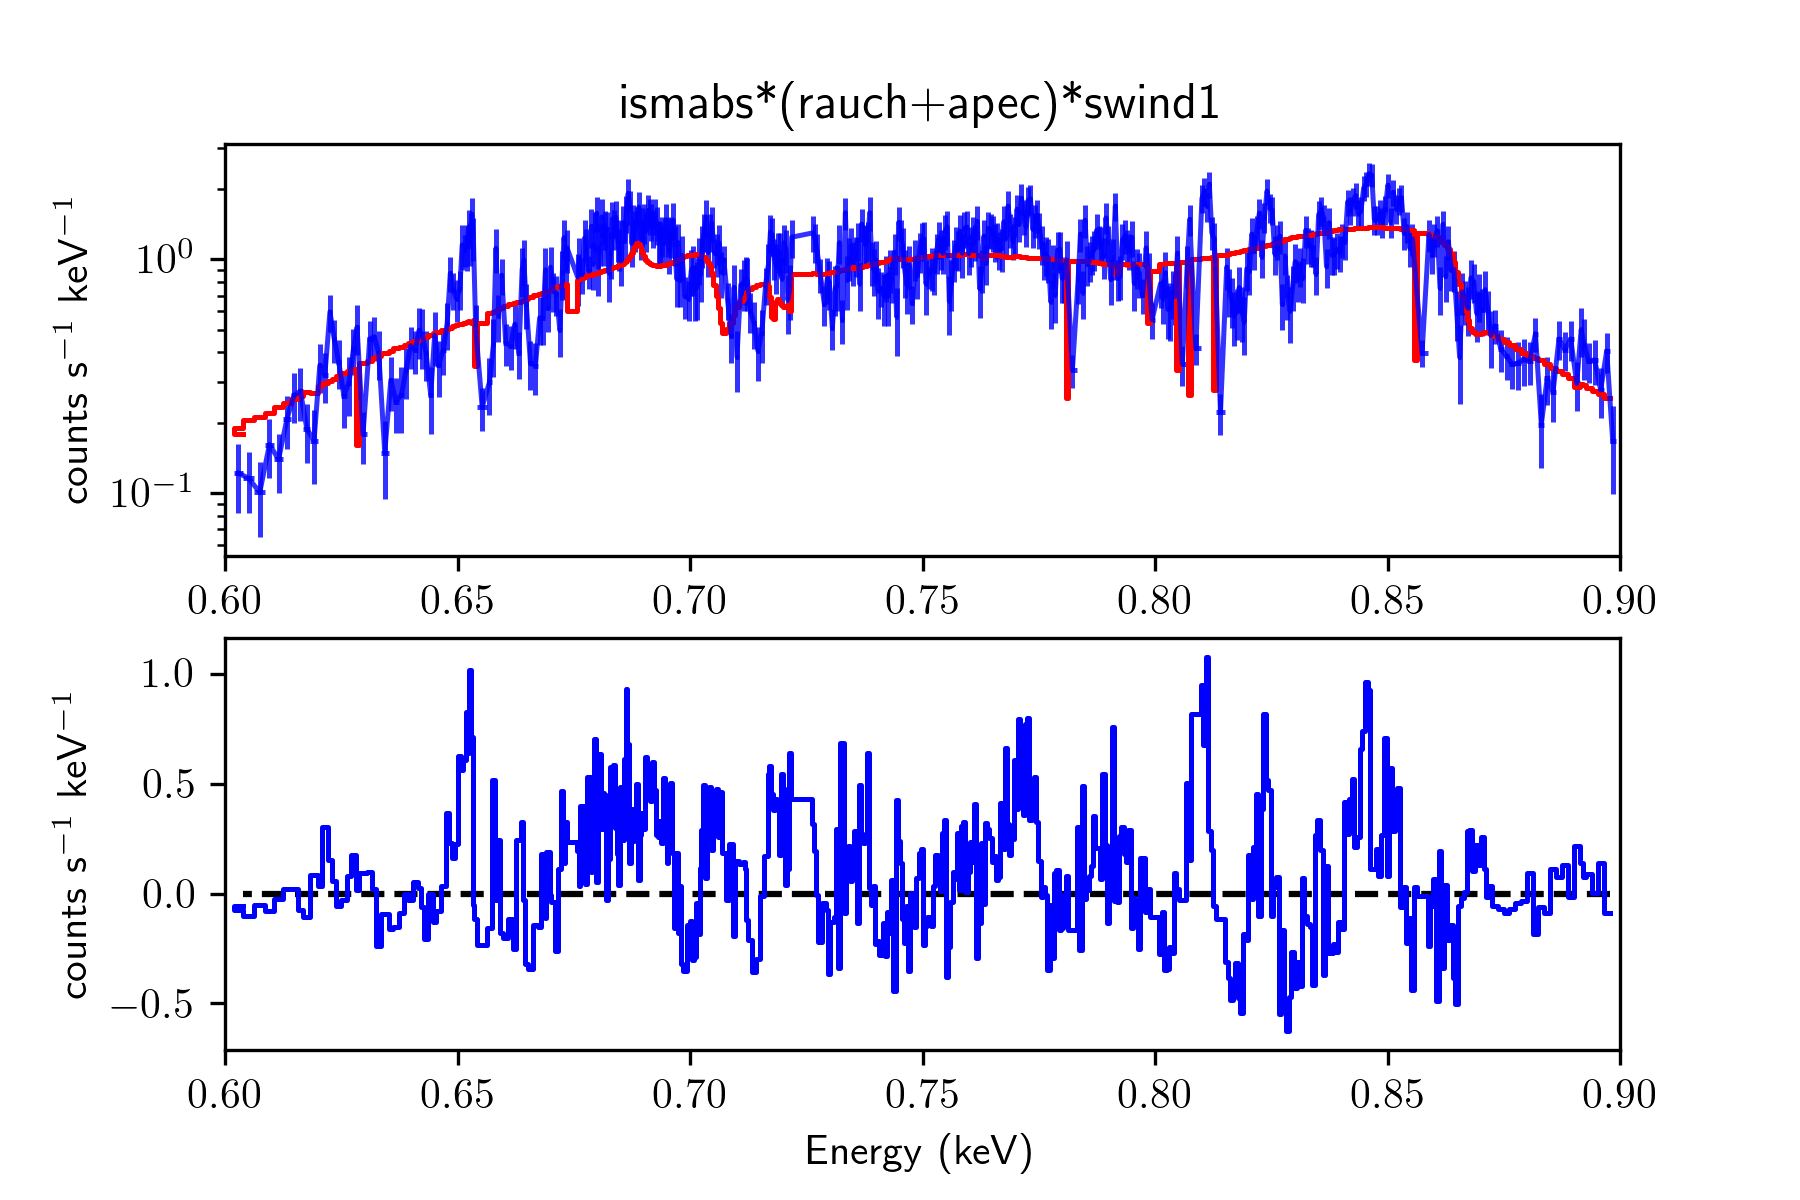 ismabs*(rauch+apec)*swind1
counts s⁻¹ keV⁻¹
10⁰
10⁻¹
0.60 0.65 0.70 0.75 0.80 0.85 0.90
counts s⁻¹ keV⁻¹
1.0
0.5
0.0
−0.5
0.60 0.65 0.70 0.75 0.80 0.85 0.90
Energy (keV)